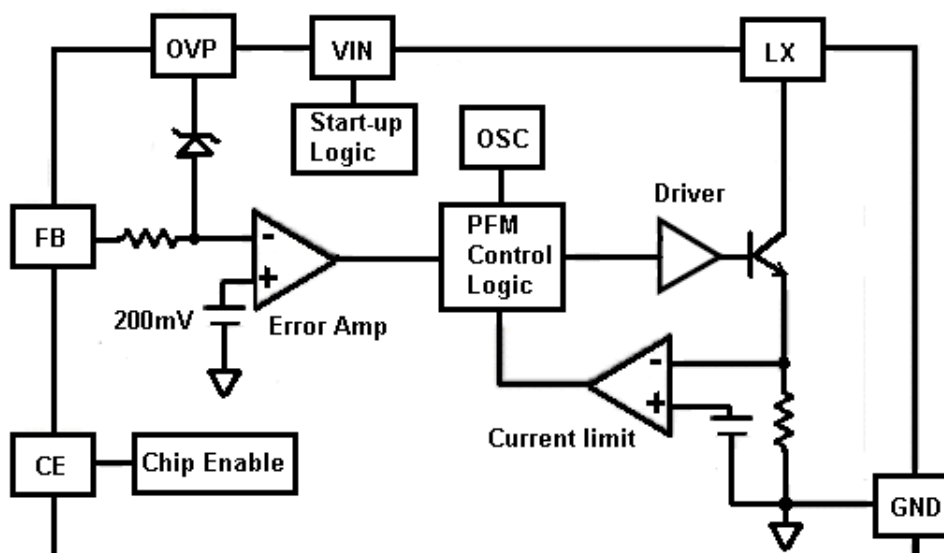 OVP
VIN
LX
Start-up
Logic
OSC
Driver
FB
-
PFM
Control
Logic
+
200mV
Error Amp
-
+
Current limit
CE
Chip Enable
GND